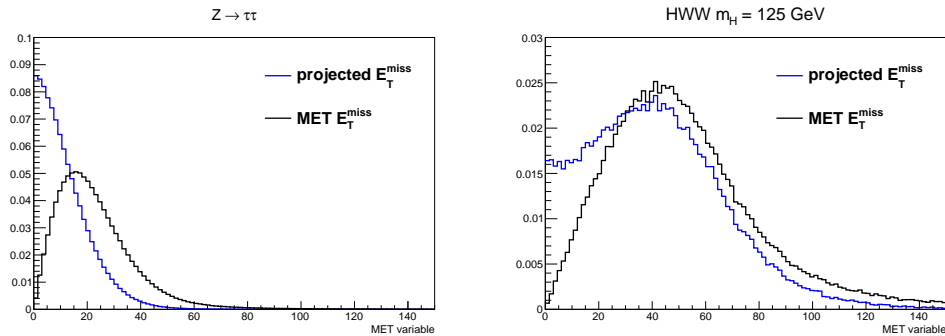 Z → ττ
0.1
0.09
0.08
0.07
0.06
0.05
0.04
0.03
0.02
0.01
0
0 20 40 60 80 100 120 140
MET variable
projected E_T^miss
MET E_T^miss
HWW m_H = 125 GeV
0.03
0.025
0.02
0.015
0.01
0.005
0
0 20 40 60 80 100 120 140
MET variable
projected E_T^miss
MET E_T^miss